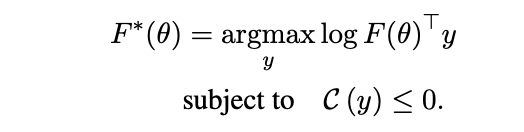 F*(θ) = argmax log F(θ)⊤ y
y
subject to C (y) ≤ 0.